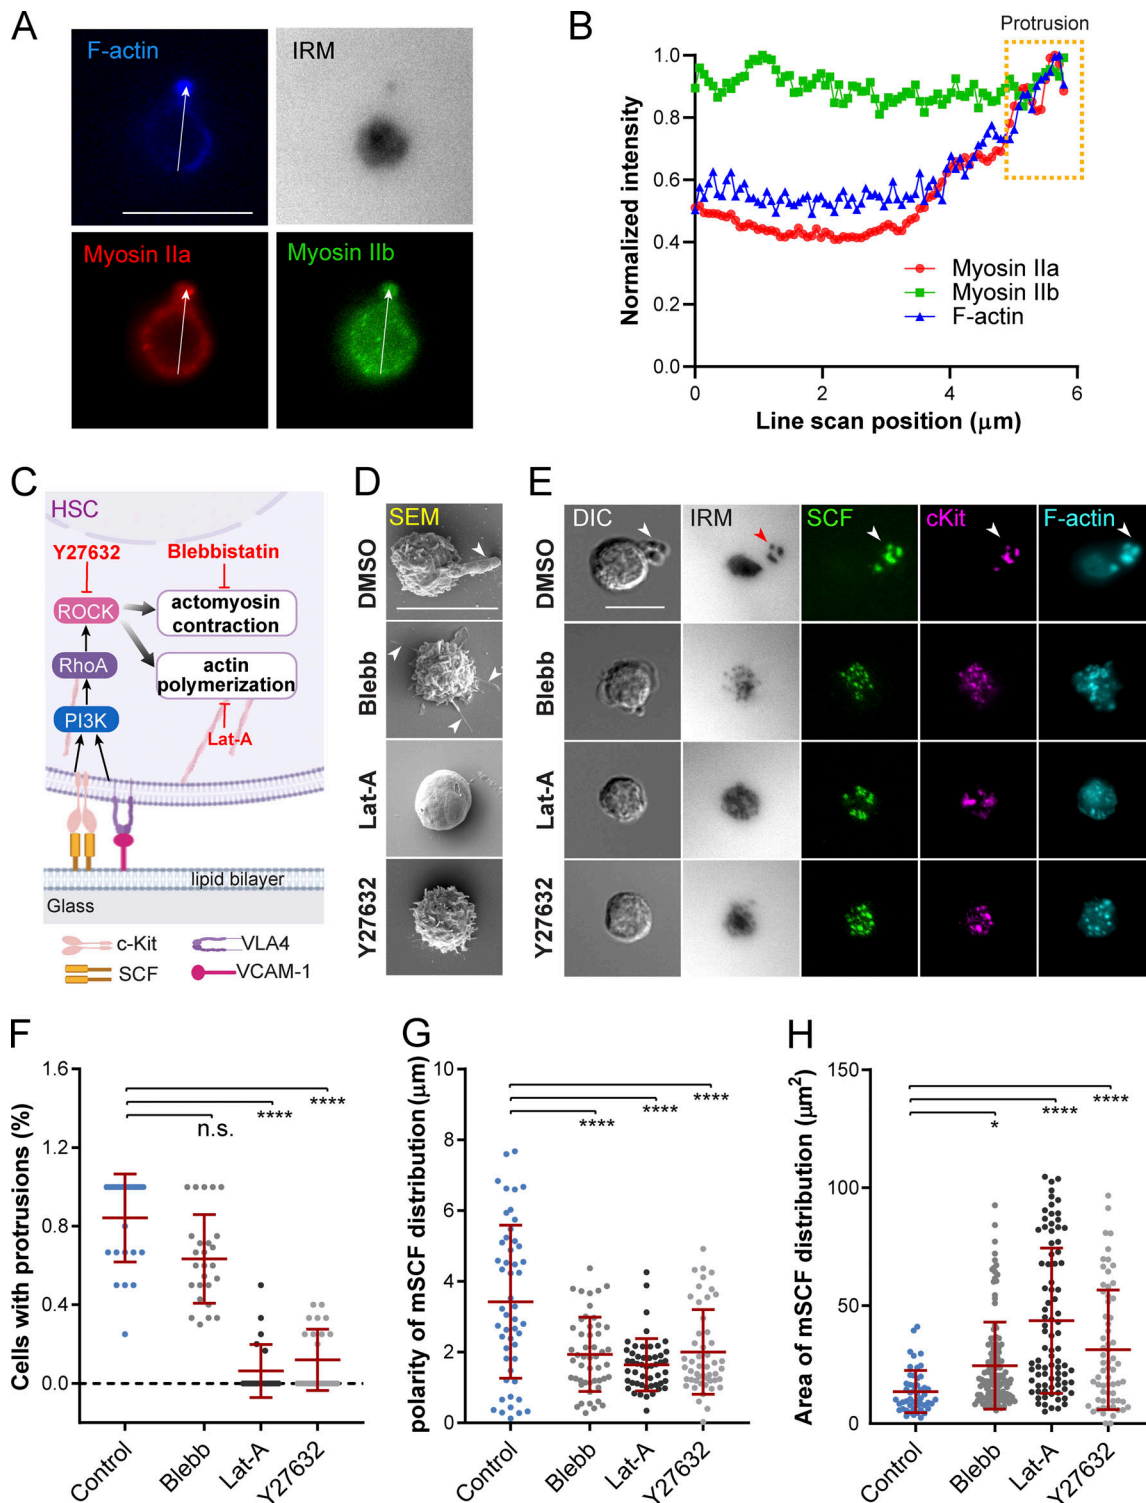 A
F-actin
IRM
Myosin IIa
Myosin IIb
B
Protrusion
Normalized intensity
1.0
0.8
0.6
0.4
0.2
0.0
0
2
4
6
Line scan position (μm)
Myosin IIa
Myosin IIb
F-actin
C
HSC
Y27632
Blebbistatin
ROCK
actomyosin
contraction
RhoA
actin
polymerization
PI3K
Lat-A
lipid bilayer
Glass
c-Kit
VLA4
SCF
VCAM-1
D
SEM
DMSO
Blebb
Lat-A
Y27632
E
DIC
IRM
SCF
cKit
F-actin
DMSO
Blebb
Lat-A
Y27632
F
Cells with protrusions (%)
1.6
1.2
0.8
0.4
0.0
****
****
n.s.
Control
Blebb
Lat-A
Y27632
G
polarity of mSCF distribution (μm)
10
8
6
4
2
0
****
****
****
Control
Blebb
Lat-A
Y27632
H
Area of mSCF distribution (μm²)
150
100
50
0
****
****
*
Control
Blebb
Lat-A
Y27632